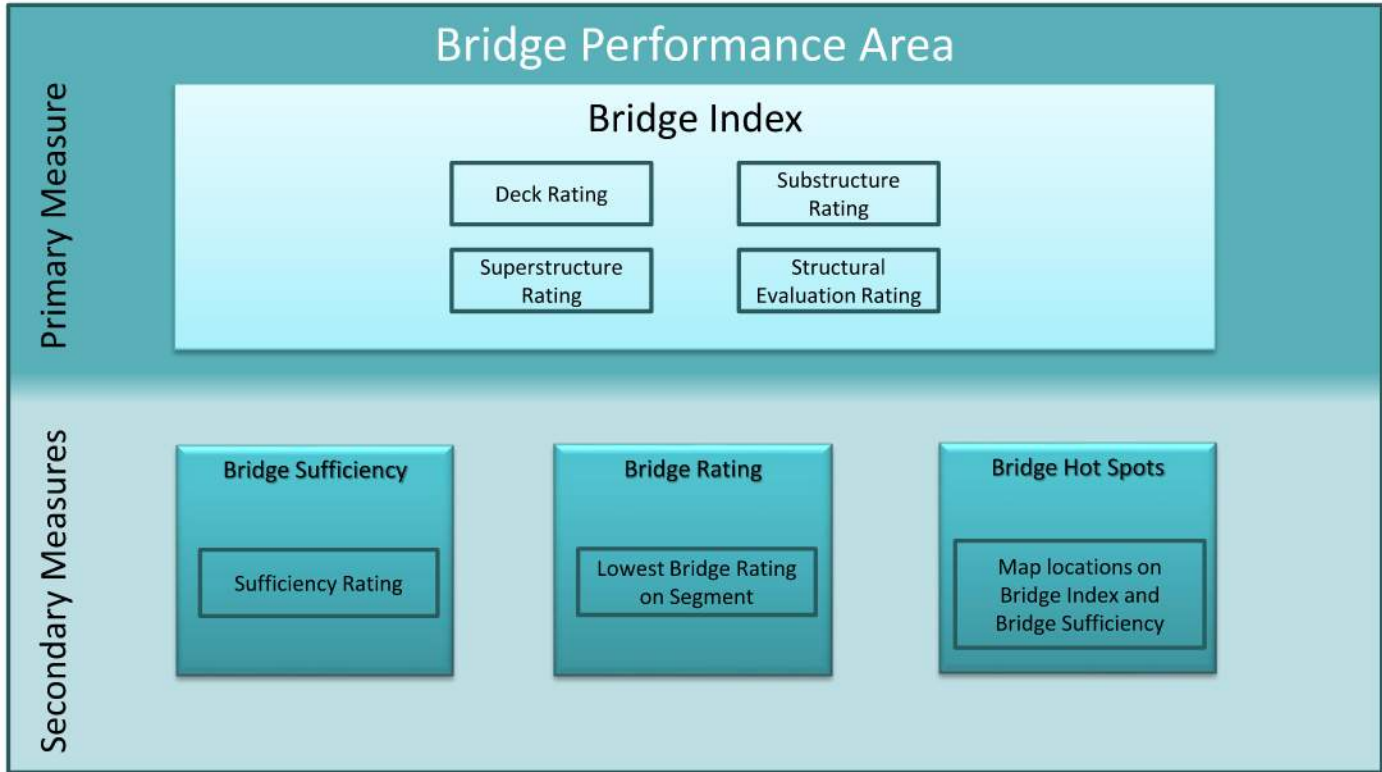 Bridge Performance Area
Primary Measure
Bridge Index
Deck Rating
Substructure
Rating
Superstructure
Rating
Structural
Evaluation Rating
Secondary Measures
Bridge Sufficiency
Sufficiency Rating
Bridge Rating
Lowest Bridge Rating
on Segment
Bridge Hot Spots
Map locations on
Bridge Index and
Bridge Sufficiency